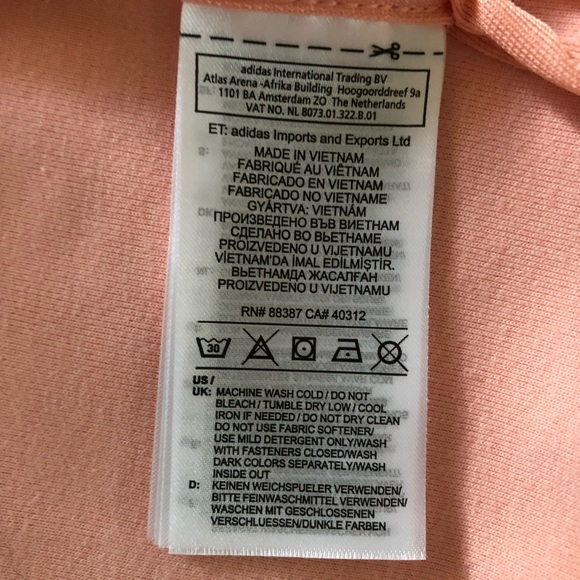 adidas International Trading BV
Atlas Arena -Afrika Building Hoogoorddreef 9a
1101 BA Amsterdam ZO The Netherlands
VAT NO. NL 8073.01.322.B.01
ET: adidas Imports and Exports Ltd
MADE IN VIETNAM
FABRIQUÉ AU VIÊTNAM
FABRICADO EN VIETNAM
FABRICADO NO VIETNAME
GYÁRTVA: VIETNÁM
ПРОИЗВЕДЕНО ВЪВ ВИЕТНАМ
СДЕЛАНО ВО ВЬЕТНАМЕ
PROIZVEDENO U VIJETNAMU
VİETNAM'DA İMAL EDİLMİŞTİR.
ВЬЕТНАМДА ЖАСАЛҒАН
PROIZVEDENO U VIJETNAMU
RN# 88387 CA# 40312
30
US /
UK: MACHINE WASH COLD / DO NOT
BLEACH / TUMBLE DRY LOW / COOL
IRON IF NEEDED / DO NOT DRY CLEAN
DO NOT USE FABRIC SOFTENER/
USE MILD DETERGENT ONLY/WASH
WITH FASTENERS CLOSED/WASH
DARK COLORS SEPARATELY/WASH
INSIDE OUT
D: KEINEN WEICHSPUELER VERWENDEN/
BITTE FEINWASCHMITTEL VERWENDEN/
WASCHEN MIT GESCHLOSSENEN
VERSCHLUESSEN/DUNKLE FARBEN